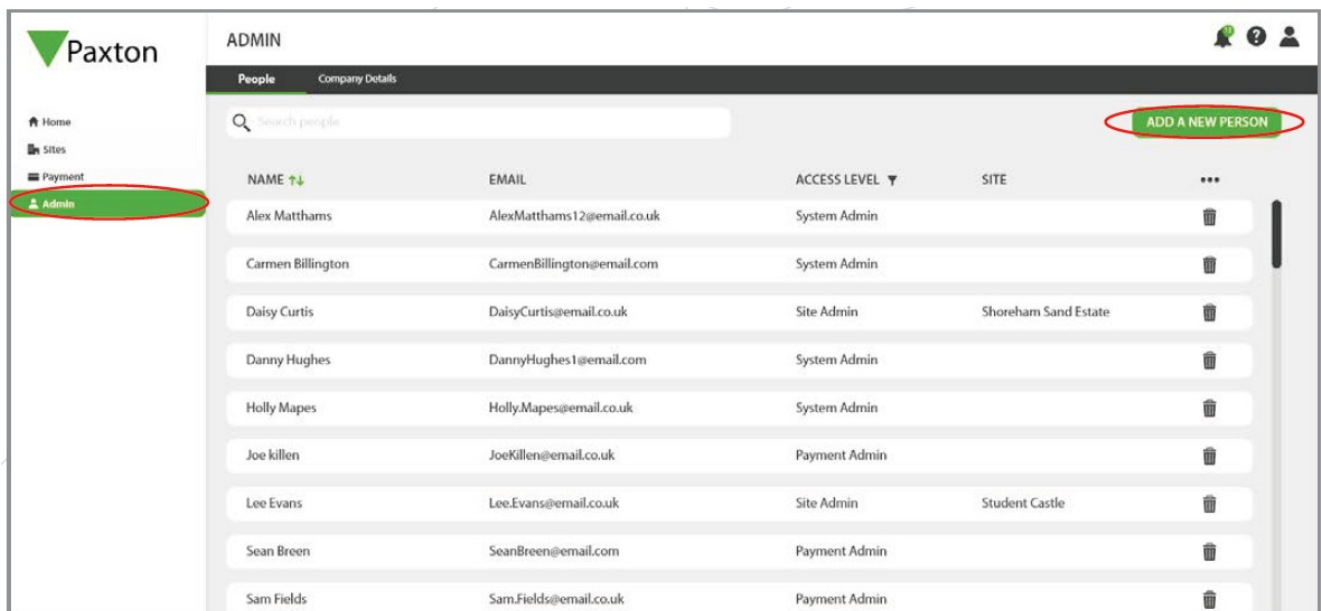 Paxton
ADMIN
10
People Company Details
Home
Sites
Payment
Admin
Search people
ADD A NEW PERSON
NAME EMAIL ACCESS LEVEL SITE
Alex Matthams AlexMatthams12@email.co.uk System Admin
Carmen Billington CarmenBillington@email.com System Admin
Daisy Curtis DaisyCurtis@email.co.uk Site Admin Shoreham Sand Estate
Danny Hughes DannyHughes1@email.com System Admin
Holly Mapes Holly.Mapes@email.co.uk System Admin
Joe killen JoeKillen@email.co.uk Payment Admin
Lee Evans Lee.Evans@email.co.uk Site Admin Student Castle
Sean Breen SeanBreen@email.com Payment Admin
Sam Fields Sam.Fields@email.co.uk Payment Admin